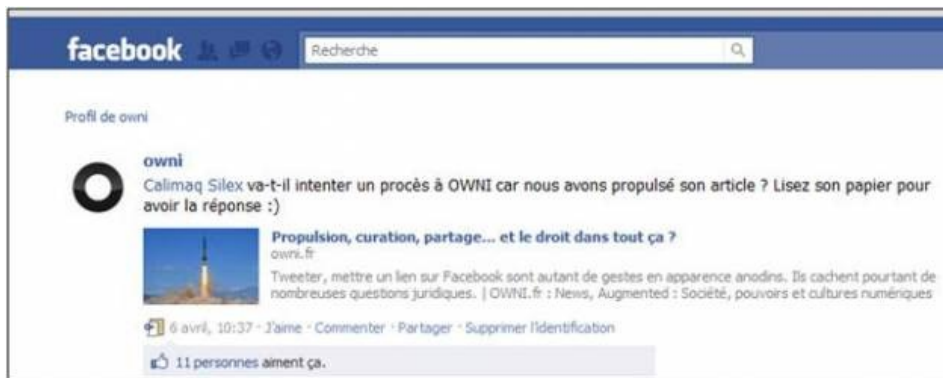 facebook Recherche
Profil de owni
owni
Calimaq Silex va-t-il intenter un procès à OWNI car nous avons propulsé son article ? Lisez son papier pour
avoir la réponse :)
Propulsion, curation, partage... et le droit dans tout ça ?
owni.fr
Tweeter, mettre un lien sur Facebook sont autant de gestes en apparence anodins. Ils cachent pourtant de
nombreuses questions juridiques. | OWNI.fr : News, Augmented : Société, pouvoirs et cultures numériques
6 avril, 10:37 · J'aime · Commenter · Partager · Supprimer l'identification
11 personnes aiment ça.